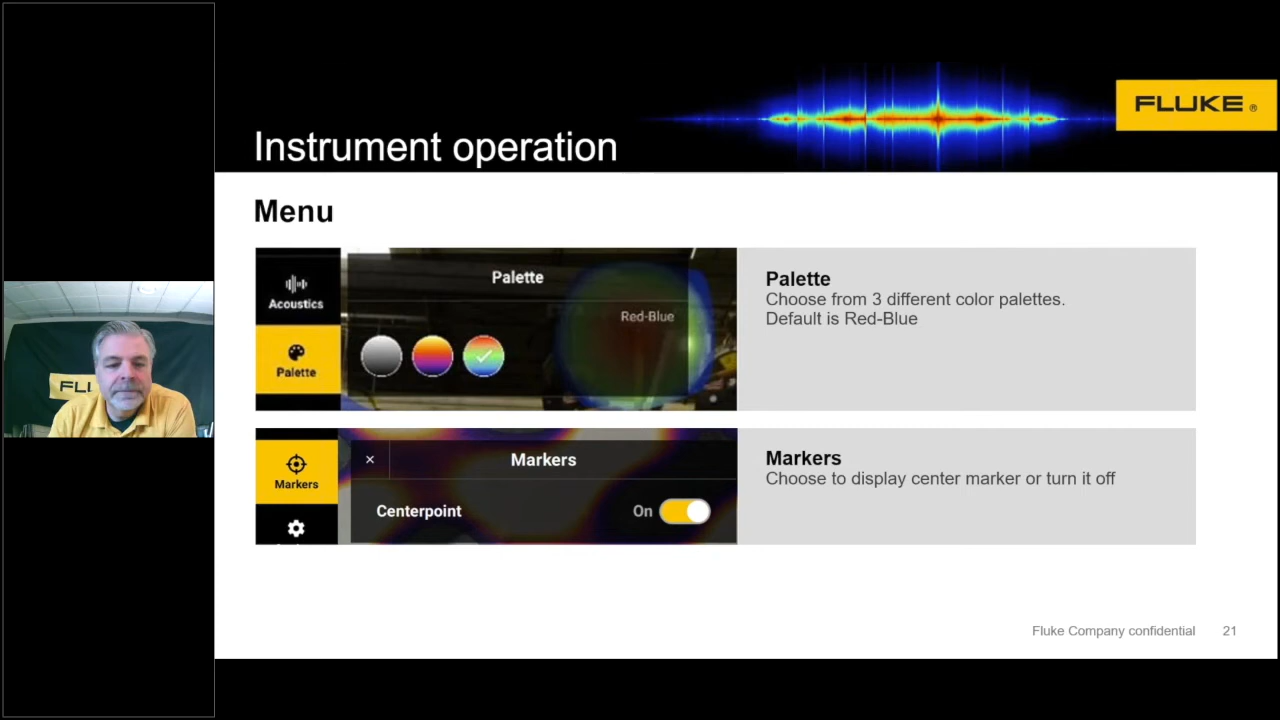 FLUKE ®
Instrument operation
Menu
Acoustics
Palette
Palette
Red-Blue
Palette
Choose from 3 different color palettes.
Default is Red-Blue
Markers
Markers
Centerpoint
On
Markers
Choose to display center marker or turn it off
FLU
Fluke Company confidential
21